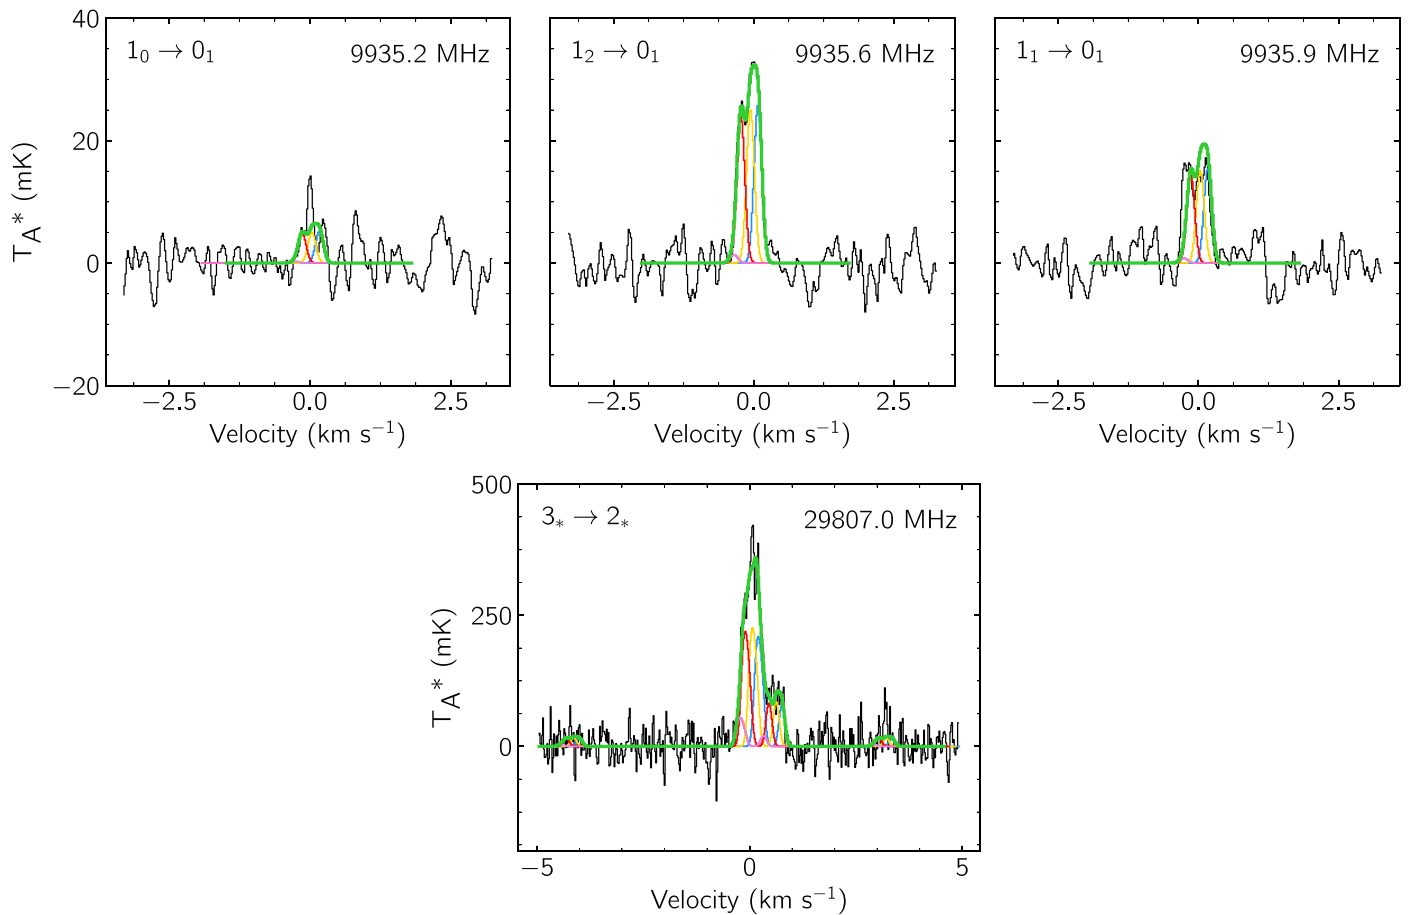 1₀ → 0₁ 9935.2 MHz
1₂ → 0₁ 9935.6 MHz
1₁ → 0₁ 9935.9 MHz
40
20
0
−20
T_A* (mK)
−2.5 0.0 2.5
−2.5 0.0 2.5
−2.5 0.0 2.5
Velocity (km s⁻¹)
Velocity (km s⁻¹)
Velocity (km s⁻¹)
3⁎ → 2⁎ 29807.0 MHz
500
250
0
T_A* (mK)
−5 0 5
Velocity (km s⁻¹)